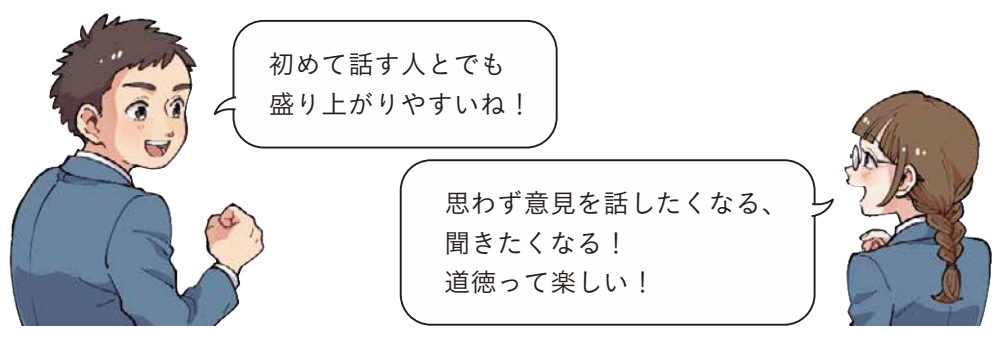 初めて話す人とでも
盛り上がりやすいね！
思わず意見を話したくなる、
聞きたくなる！
道徳って楽しい！